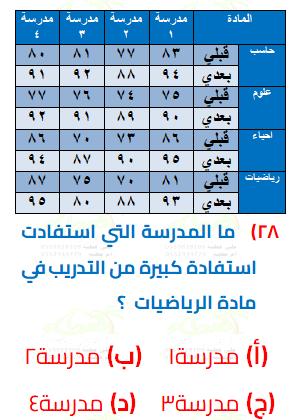 المادة مدرسة ١ مدرسة ٢ مدرسة ٣ مدرسة ٤
حاسب قبلي ٨٣ ٧٧ ٨١ ٨٠
بعدي ٩٤ ٨٨ ٩٢ ٩١
علوم قبلي ٧٥ ٧٤ ٧٦ ٧٧
بعدي ٩٠ ٨٩ ٩١ ٩٢
احياء قبلي ٨٦ ٧٣ ٧٠ ٨٦
بعدي ٩٥ ٩٠ ٨٧ ٩٤
رياضيات قبلي ٨١ ٧٠ ٧٥ ٨٧
بعدي ٩٣ ٨٨ ٨٠ ٩٥
٢٨) ما المدرسة التي استفادت
استفادة كبيرة من التدريب في
مادة الرياضيات ؟
(أ) مدرسة١ (ب) مدرسة٢
(ج) مدرسة٣ (د) مدرسة٤